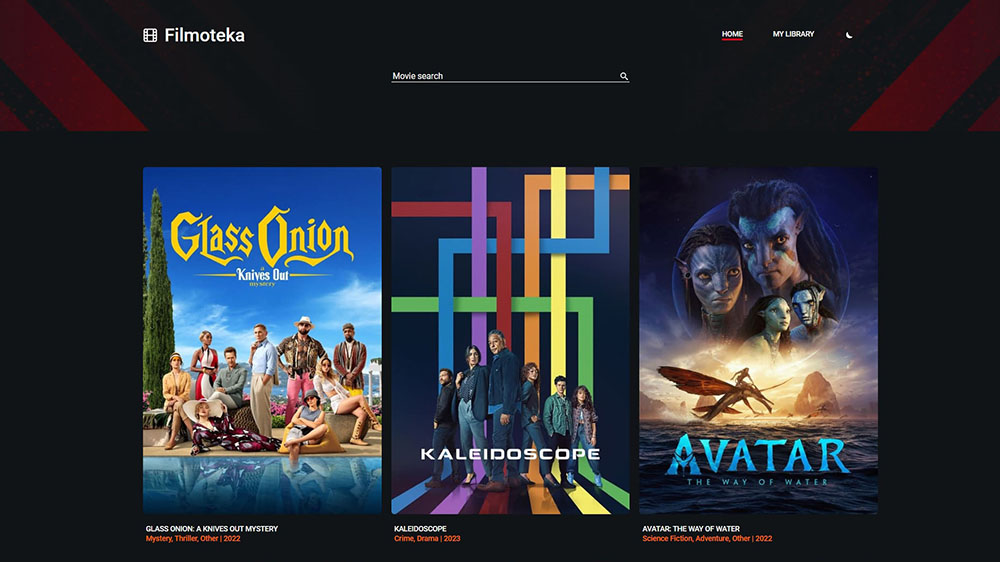 Filmoteka
HOME
MY LIBRARY
Movie search
Glass Onion
a
Knives Out
mystery
KALEIDOSCOPE
AVATAR
THE WAY OF WATER
GLASS ONION: A KNIVES OUT MYSTERY
Mystery, Thriller, Other | 2022
KALEIDOSCOPE
Crime, Drama | 2023
AVATAR: THE WAY OF WATER
Science Fiction, Adventure, Other | 2022